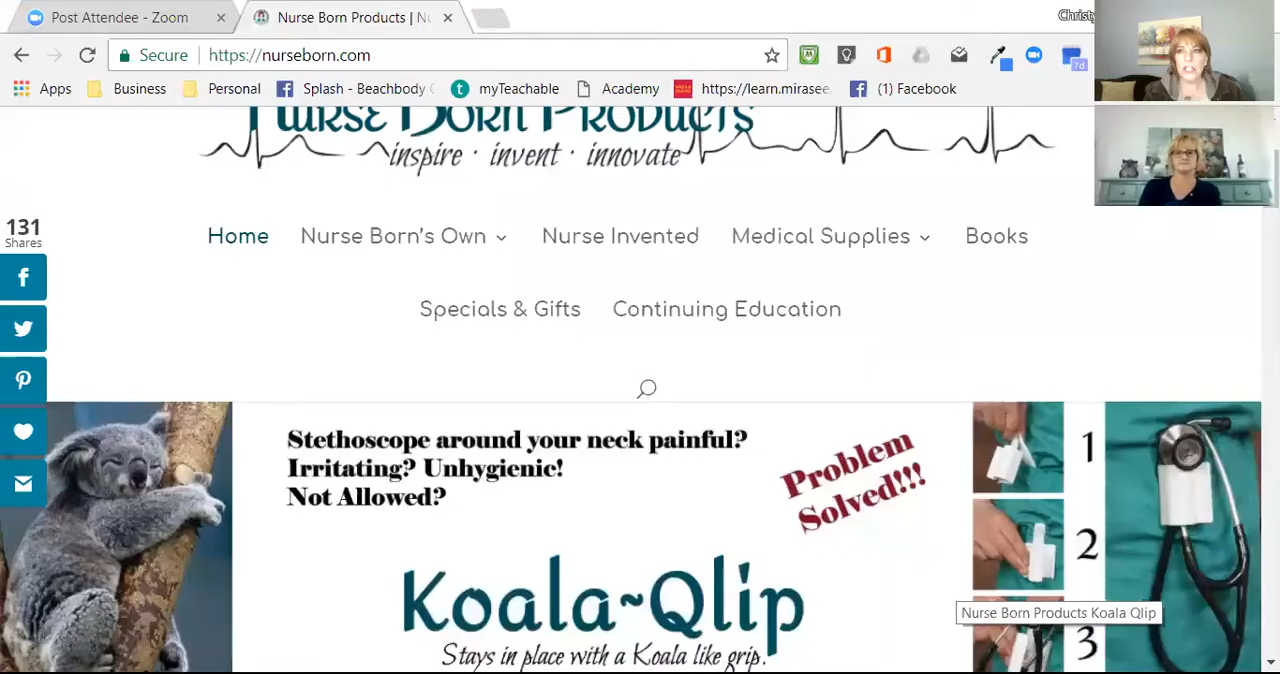 Post Attendee - Zoom
Nurse Born Products | Nu
Christy
Secure
https://nurseborn.com
7d
Apps
Business
Personal
Splash - Beachbody
myTeachable
Academy
https://learn.mirasee
(1) Facebook
Nurse Born Products
inspire · invent · innovate
131
Shares
Home
Nurse Born's Own
Nurse Invented
Medical Supplies
Books
Specials & Gifts
Continuing Education
Stethoscope around your neck painful?
Irritating? Unhygienic!
Not Allowed?
Problem
Solved!!!
Koala~Qlip
Stays in place with a Koala like grip.
1
2
3
Nurse Born Products Koala Qlip